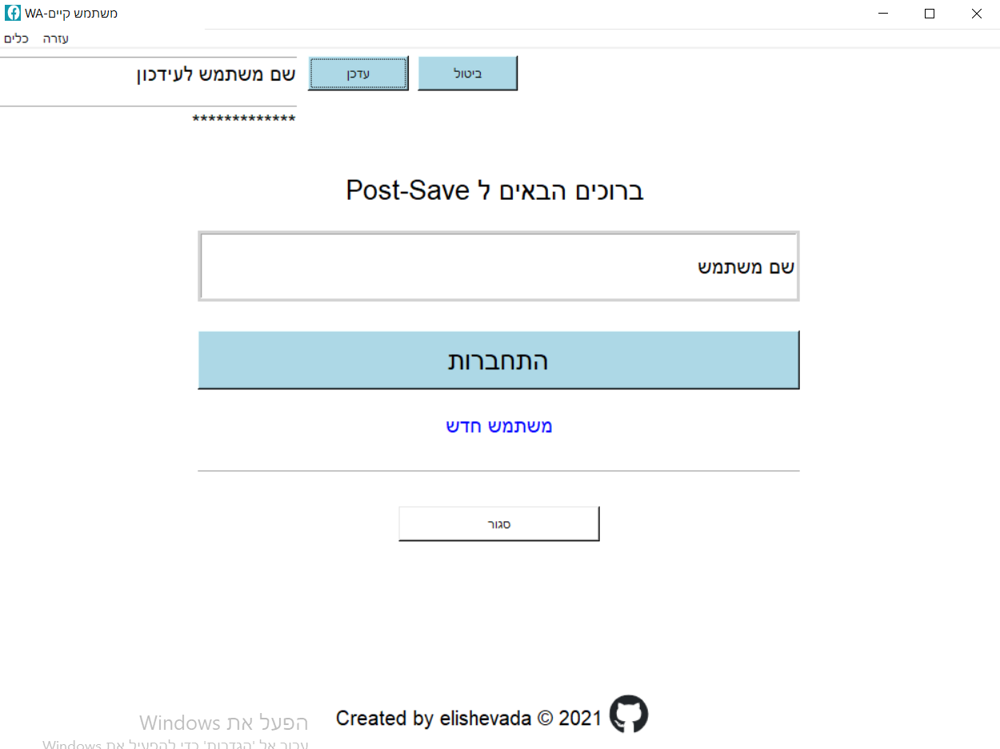 משתמש קיים-WA
כלים עזרה
שם משתמש לעידכון
עדכן
ביטול
*************
ברוכים הבאים ל Post-Save
שם משתמש
התחברות
משתמש חדש
סגור
Created by elishevada © 2021
הפעל את Windows
עבור אל 'הגדרות' כדי להפעיל את Windows